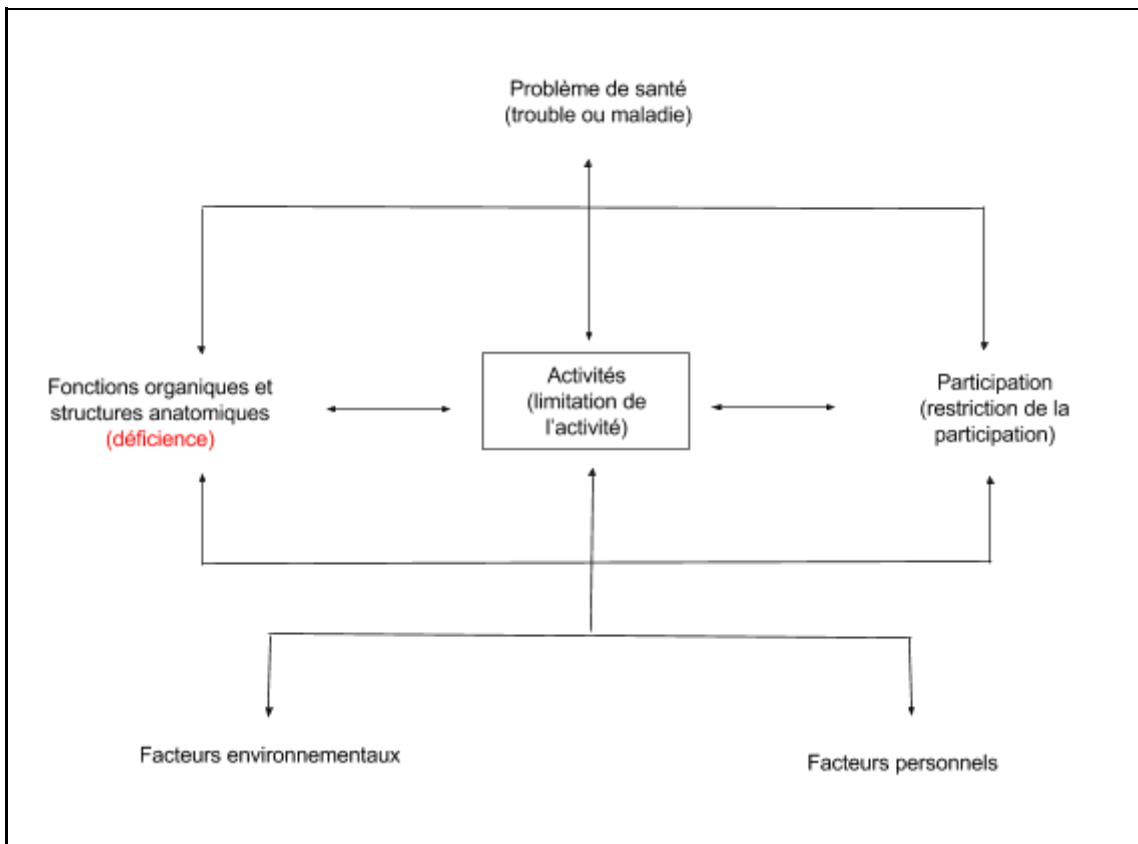 Problème de santé
(trouble ou maladie)
Fonctions organiques et
structures anatomiques
(déficience)
Activités
(limitation de
l'activité)
Participation
(restriction de la
participation)
Facteurs environnementaux
Facteurs personnels